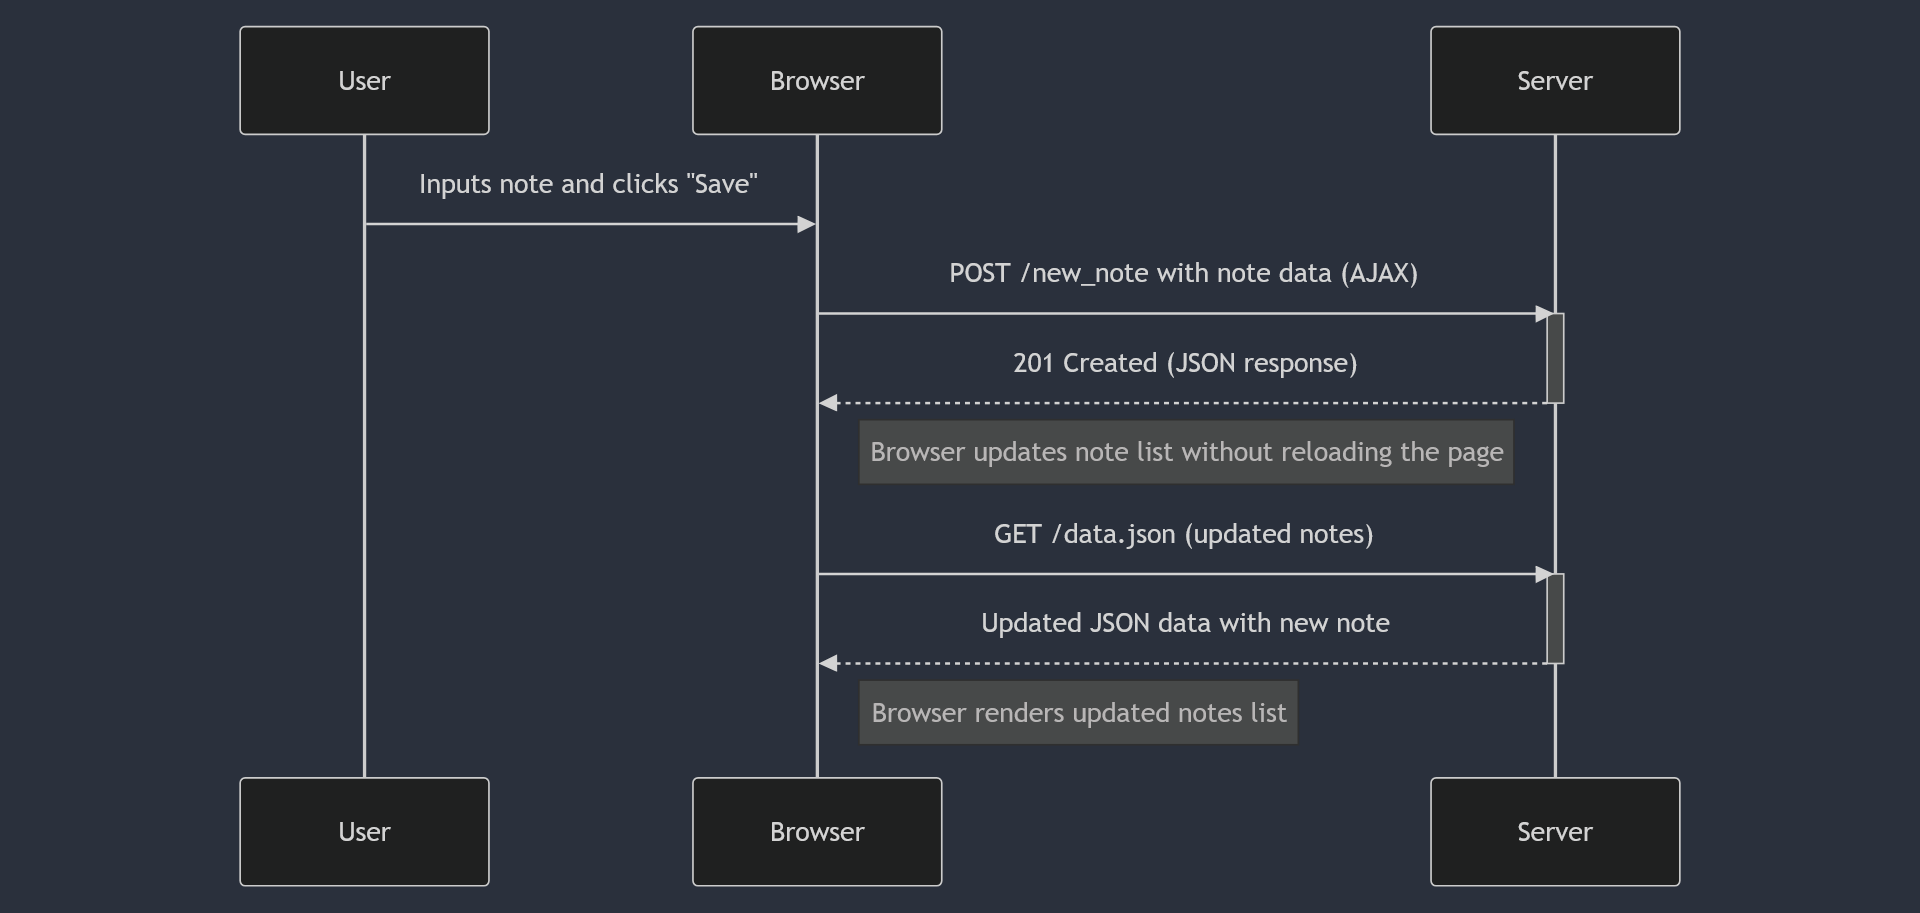 User
Browser
Server
Inputs note and clicks "Save"
POST /new_note with note data (AJAX)
201 Created (JSON response)
Browser updates note list without reloading the page
GET /data.json (updated notes)
Updated JSON data with new note
Browser renders updated notes list
User
Browser
Server